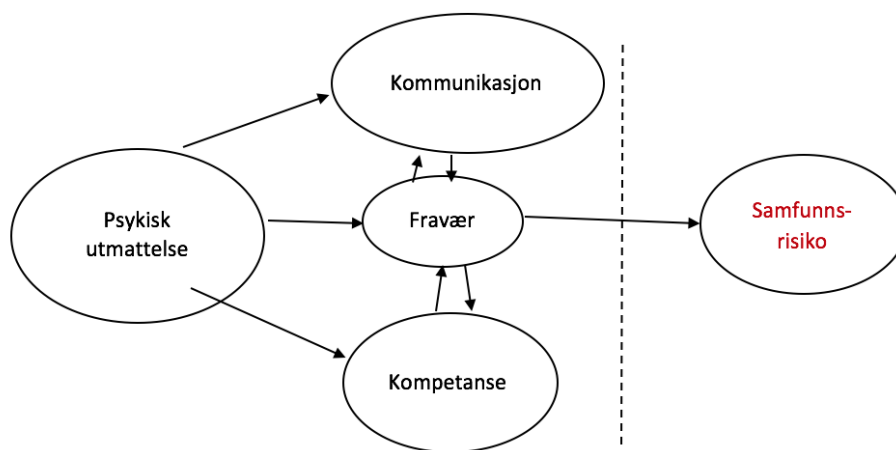 Kommunikasjon
Psykisk
utmattelse
Fravær
Samfunns-
risiko
Kompetanse